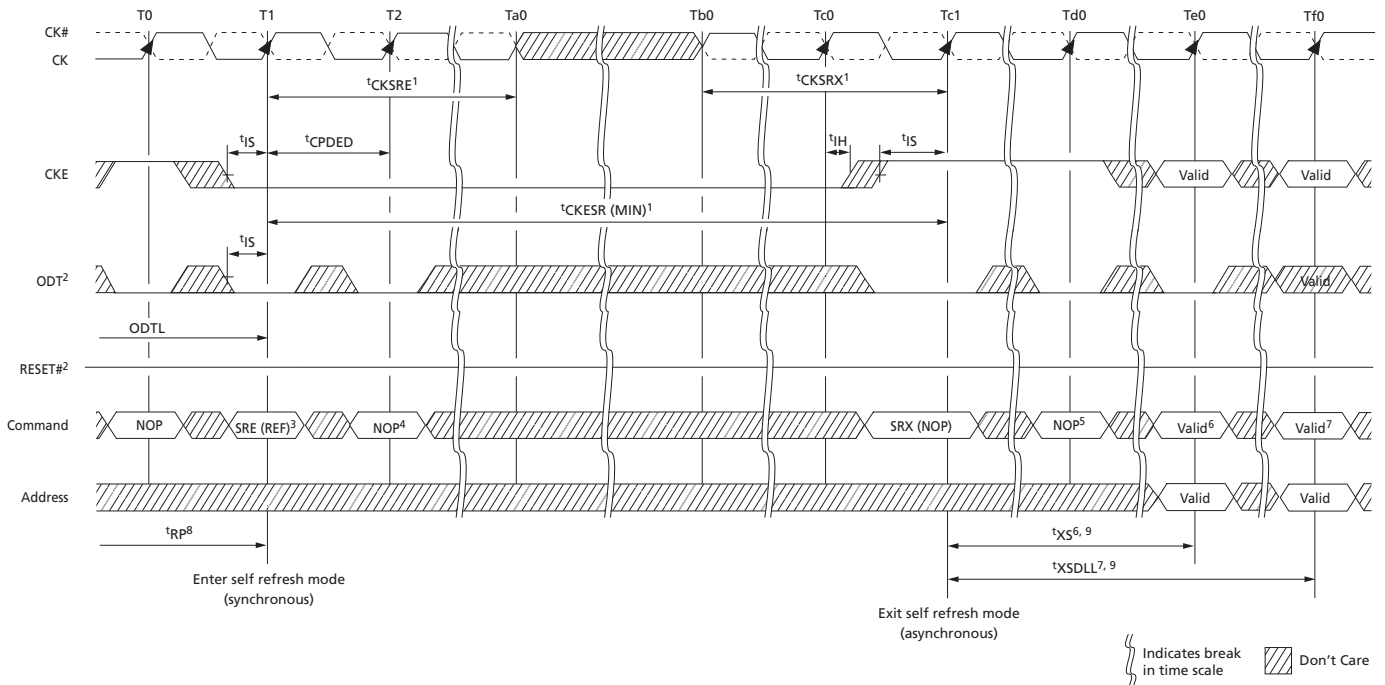 T0 T1 T2 Ta0 Tb0 Tc0 Tc1 Td0 Te0 Tf0
CK#
CK
tCKSRE1 tCKSRX1
tIS tCPDED tIH tIS
CKE Valid Valid
tCKESR (MIN)1
tIS
ODT2 Valid
ODTL
RESET#2
Command NOP SRE (REF)3 NOP4 SRX (NOP) NOP5 Valid6 Valid7
Address Valid Valid
tRP8 tXS6, 9
Enter self refresh mode
(synchronous)
tXSDLL7, 9
Exit self refresh mode
(asynchronous)
Indicates break
in time scale
Don't Care